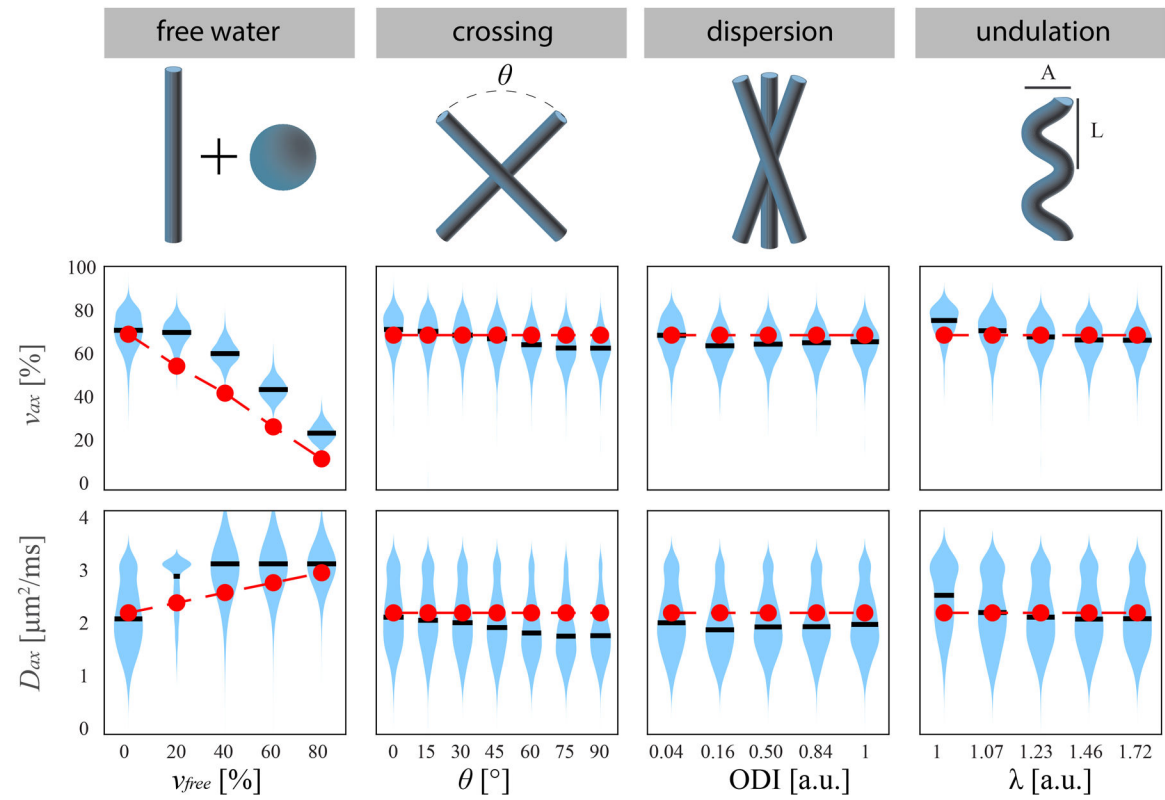 free water crossing dispersion undulation
θ
A
L
+
v_ax [%]
100
80
60
40
20
0
D_ax [μm²/ms]
4
3
2
1
0
0 20 40 60 80
v_free [%]
0 15 30 45 60 75 90
θ [°]
0.04 0.16 0.50 0.84 1
ODI [a.u.]
1 1.07 1.23 1.46 1.72
λ [a.u.]